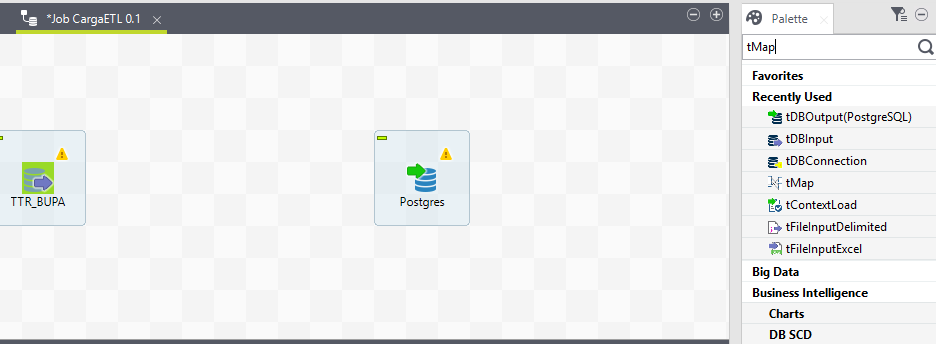 *Job CargaETL 0.1
Palette
tMap
TTR_BUPA
Postgres
Favorites
Recently Used
tDBOutput(PostgreSQL)
tDBInput
tDBConnection
tMap
tContextLoad
tFileInputDelimited
tFileInputExcel
Big Data
Business Intelligence
Charts
DB SCD